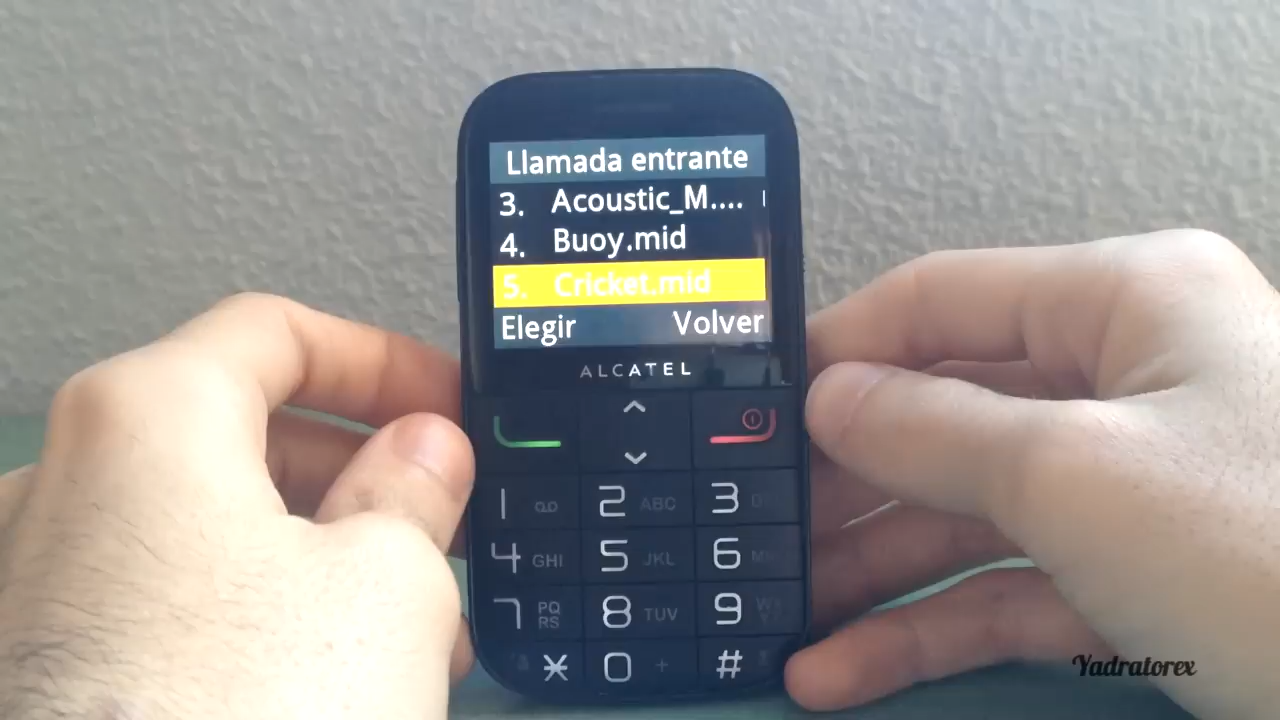 Llamada entrante
3. Acoustic_M....
4. Buoy.mid
5. Cricket.mid
Elegir Volver
ALCATEL
1 2 ABC 3
4 GHI 5 JKL 6
7 PQRS 8 TUV 9
* 0 + #
Yadratorex